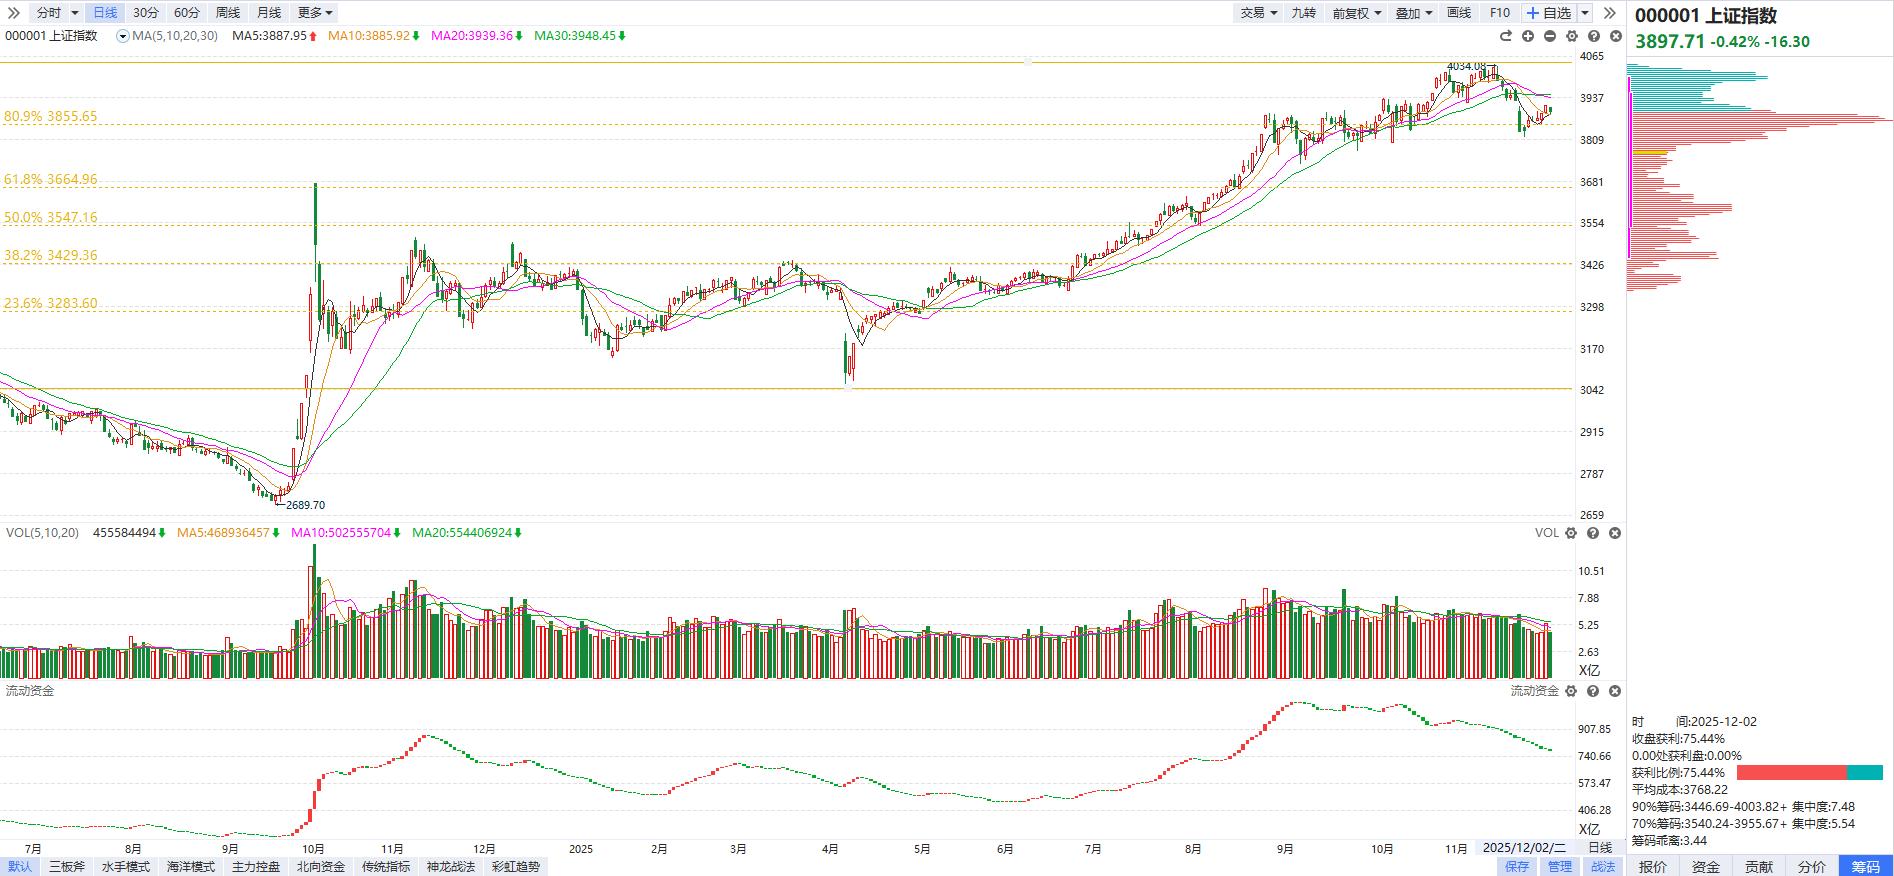 分时 日线 30分 60分 周线 月线 更多 交易 九转 前复权 叠加 画线 F10 自选
000001 上证指数
3897.71 -0.42% -16.30
000001 上证指数 MA(5,10,20,30) MA5:3887.95 MA10:3885.92 MA20:3939.36 MA30:3948.45
4065
4034.08
3937
80.9% 3855.65
3809
61.8% 3664.96
3681
50.0% 3547.16
3554
38.2% 3429.36
3426
23.6% 3283.60
3298
3170
3042
2915
2787
2689.70
2659
VOL(5,10,20) 455584494 MA5:468936457 MA10:502555704 MA20:554406924 VOL
10.51
7.88
5.25
2.63
X亿
流动资金 流动资金
907.85
740.66
573.47
406.28
X亿
7月 8月 9月 10月 11月 12月 2025 2月 3月 4月 5月 6月 7月 8月 9月 10月 11月 2025/12/02/二 日线
默认 三板斧 水手模式 海洋模式 主力控盘 北向资金 传统指标 神龙战法 彩虹趋势 保存 管理 战法
时 间:2025-12-02
收盘获利:75.44%
0.00处获利盘:0.00%
获利比例:75.44%
平均成本:3768.22
90%筹码:3446.69-4003.82+ 集中度:7.48
70%筹码:3540.24-3955.67+ 集中度:5.54
筹码乖离:3.44
报价 资金 贡献 分价 筹码